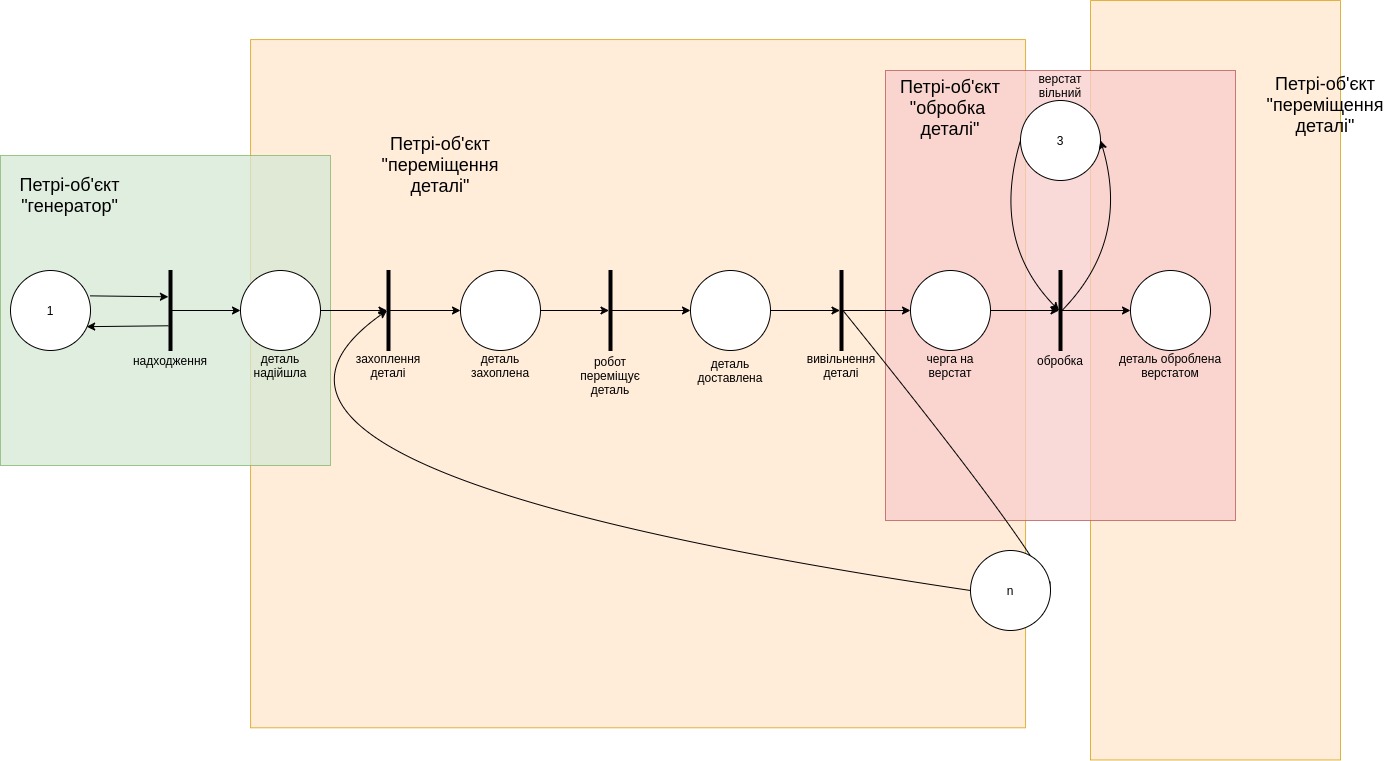 Петрі-об'єкт
"генератор"
1
надходження
деталь
надійшла
Петрі-об'єкт
"переміщення
деталі"
захоплення
деталі
деталь
захоплена
робот
переміщує
деталь
деталь
доставлена
вивільнення
деталі
Петрі-об'єкт
"обробка
деталі"
верстат
вільний
3
черга на
верстат
обробка
деталь оброблена
верстатом
n
Петрі-об'єкт
"переміщення
деталі"